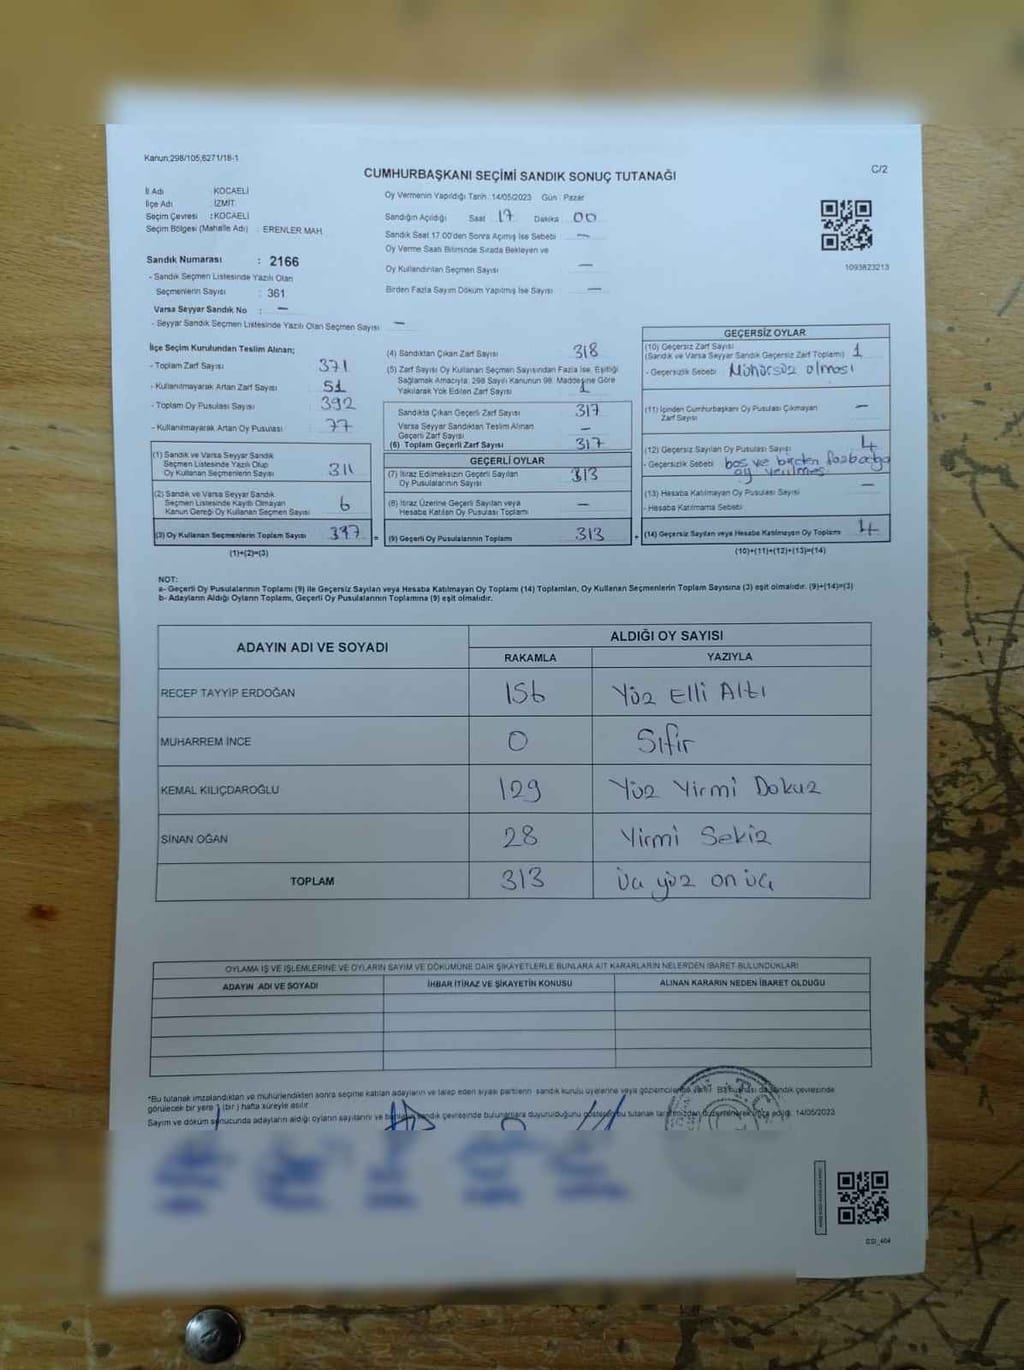 Kanun;298/105,6271/18-1
C/2
CUMHURBAŞKANI SEÇİMİ SANDIK SONUÇ TUTANAĞI
İl Adı KOCAELİ
İlçe Adı İZMİT
Seçim Çevresi : KOCAELİ
Seçim Bölgesi (Mahalle Adı) : ERENLER MAH.
Sandık Numarası : 2166
- Sandık Seçmen Listesinde Yazılı Olan
Seçmenlerin Sayısı : 361
Varsa Seyyar Sandık No : —
- Seyyar Sandık Seçmen Listesinde Yazılı Olan Seçmen Sayısı —
Oy Vermenin Yapıldığı Tarih 14/05/2023 Gün Pazar
Sandığın Açıldığı Saat 17 Dakika 00
Sandık Saat 17.00'den Sonra Açılmış İse Sebebi —
Oy Verme Saati Bitiminde Sırada Bekleyen ve
Oy Kullandırılan Seçmen Sayısı —
Birden Fazla Sayım Döküm Yapılmış İse Sayısı —
1093823213
İlçe Seçim Kurulundan Teslim Alınan;
- Toplam Zarf Sayısı 371
- Kullanılmayarak Artan Zarf Sayısı 51
- Toplam Oy Pusulası Sayısı 392
- Kullanılmayarak Artan Oy Pusulası 77
(1) Sandık ve Varsa Seyyar Sandık
Seçmen Listesinde Yazılı Olup
Oy Kullanan Seçmenlerin Sayısı 311
(2) Sandık ve Varsa Seyyar Sandık
Seçmen Listesinde Kayıtlı Olmayan
Kanun Gereği Oy Kullanan Seçmen Sayısı 6
(3) Oy Kullanan Seçmenlerin Toplam Sayısı =
(1)+(2)=(3)
(4) Sandıktan Çıkan Zarf Sayısı 318
(5) Zarf Sayısı Oy Kullanan Seçmen Sayısından Fazla İse, Eşitliği
Sağlamak Amacıyla, 298 Sayılı Kanunun 98. Maddesine Göre
Yakılarak Yok Edilen Zarf Sayısı 1
Sandıkta Çıkan Geçerli Zarf Sayısı 317
Varsa Seyyar Sandıktan Teslim Alınan
Geçerli Zarf Sayısı —
(6) Toplam Geçerli Zarf Sayısı 317
GEÇERLİ OYLAR
(7) İtiraz Edilmeksizin Geçerli Sayılan
Oy Pusulalarının Sayısı 313
(8) İtiraz Üzerine Geçerli Sayılan veya
Hesaba Katılan Oy Pusulası Toplamı —
(9) Geçerli Oy Pusulalarının Toplamı 313 +
GEÇERSİZ OYLAR
(10) Geçersiz Zarf Sayısı
(Sandık ve Varsa Seyyar Sandık Geçersiz Zarf Toplamı) 1
- Geçersizlik Sebebi Mühürsüz olması
(11) İçinden Cumhurbaşkanı Oy Pusulası Çıkmayan
Zarf Sayısı —
(12) Geçersiz Sayılan Oy Pusulası Sayısı 4
- Geçersizlik Sebebi boş ve birden fazla
oy verilmesi
(13) Hesaba Katılmayan Oy Pusulası Sayısı —
- Hesaba Katılmama Sebebi
(14) Geçersiz Sayılan veya Hesaba Katılmayan Oy Toplamı 4
(10)+(11)+(12)+(13)=(14)
NOT:
a- Geçerli Oy Pusulalarının Toplamı (9) ile Geçersiz Sayılan veya Hesaba Katılmayan Oy Toplamı (14) Toplamları, Oy Kullanan Seçmenlerin Toplam Sayısına (3) eşit olmalıdır. (9)+(14)=(3)
b- Adayların Aldığı Oyların Toplamı, Geçerli Oy Pusulalarının Toplamına (9) eşit olmalıdır.
ADAYIN ADI VE SOYADI ALDIĞI OY SAYISI
RAKAMLA YAZIYLA
RECEP TAYYİP ERDOĞAN 156 Yüz Elli Altı
MUHARREM İNCE 0 Sıfır
KEMAL KILIÇDAROĞLU 129 Yüz Yirmi Dokuz
SİNAN OĞAN 28 Yirmi Sekiz
TOPLAM 313 Üç yüz on üç
OYLAMA İŞ VE İŞLEMLERİNE VE OYLARIN SAYIM VE DÖKÜMÜNE DAİR ŞİKAYETLERLE BUNLARA AİT KARARLARIN NELERDEN İBARET BULUNDUKLARI
ADAYIN ADI VE SOYADI İHBAR İTİRAZ VE ŞİKAYETİN KONUSU ALINAN KARARIN NEDEN İBARET OLDUĞU
*Bu tutanak imzalandıktan ve mühürlendikten sonra seçime katılan adayların ve talep eden siyasi partilerin sandık kurulu üyelerine veya gözlemcilerine verilir. sandık çevresinde
görülecek bir yere 1 (bir) hafta süreyle asılır
Sayım ve döküm sonucunda adayların aldığı oyların sayılarını ve sandık çevresinde bulunanlara duyurulduğunu gösteren bu tutanak tarafımızdan 14/05/2023
SSİ_404